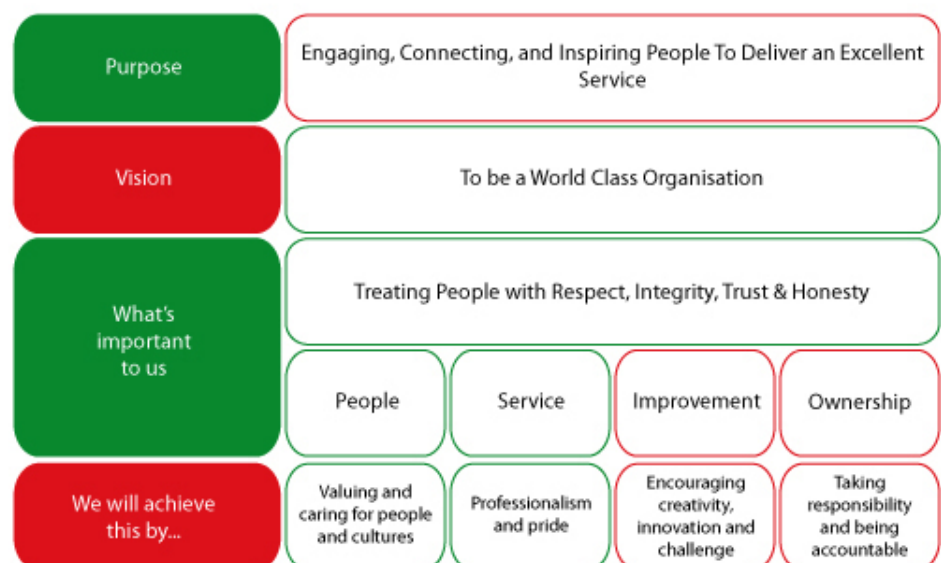 Purpose
Engaging, Connecting, and Inspiring People To Deliver an Excellent
Service
Vision
To be a World Class Organisation
What's
important
to us
Treating People with Respect, Integrity, Trust & Honesty
People
Service
Improvement
Ownership
We will achieve
this by...
Valuing and
caring for people
and cultures
Professionalism
and pride
Encouraging
creativity,
innovation and
challenge
Taking
responsibility
and being
accountable